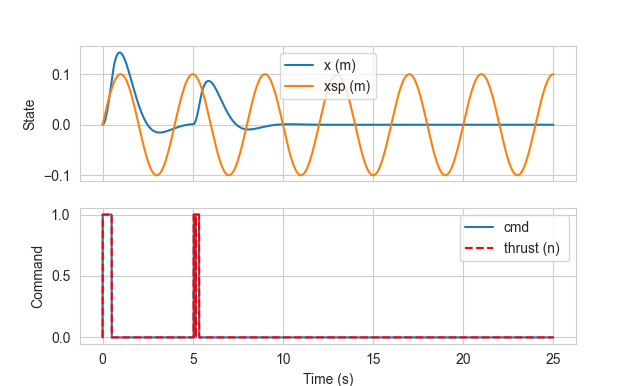 0.1
0.0
−0.1
State
x (m)
xsp (m)
1.0
0.5
0.0
Command
cmd
thrust (n)
0
5
10
15
20
25
Time (s)